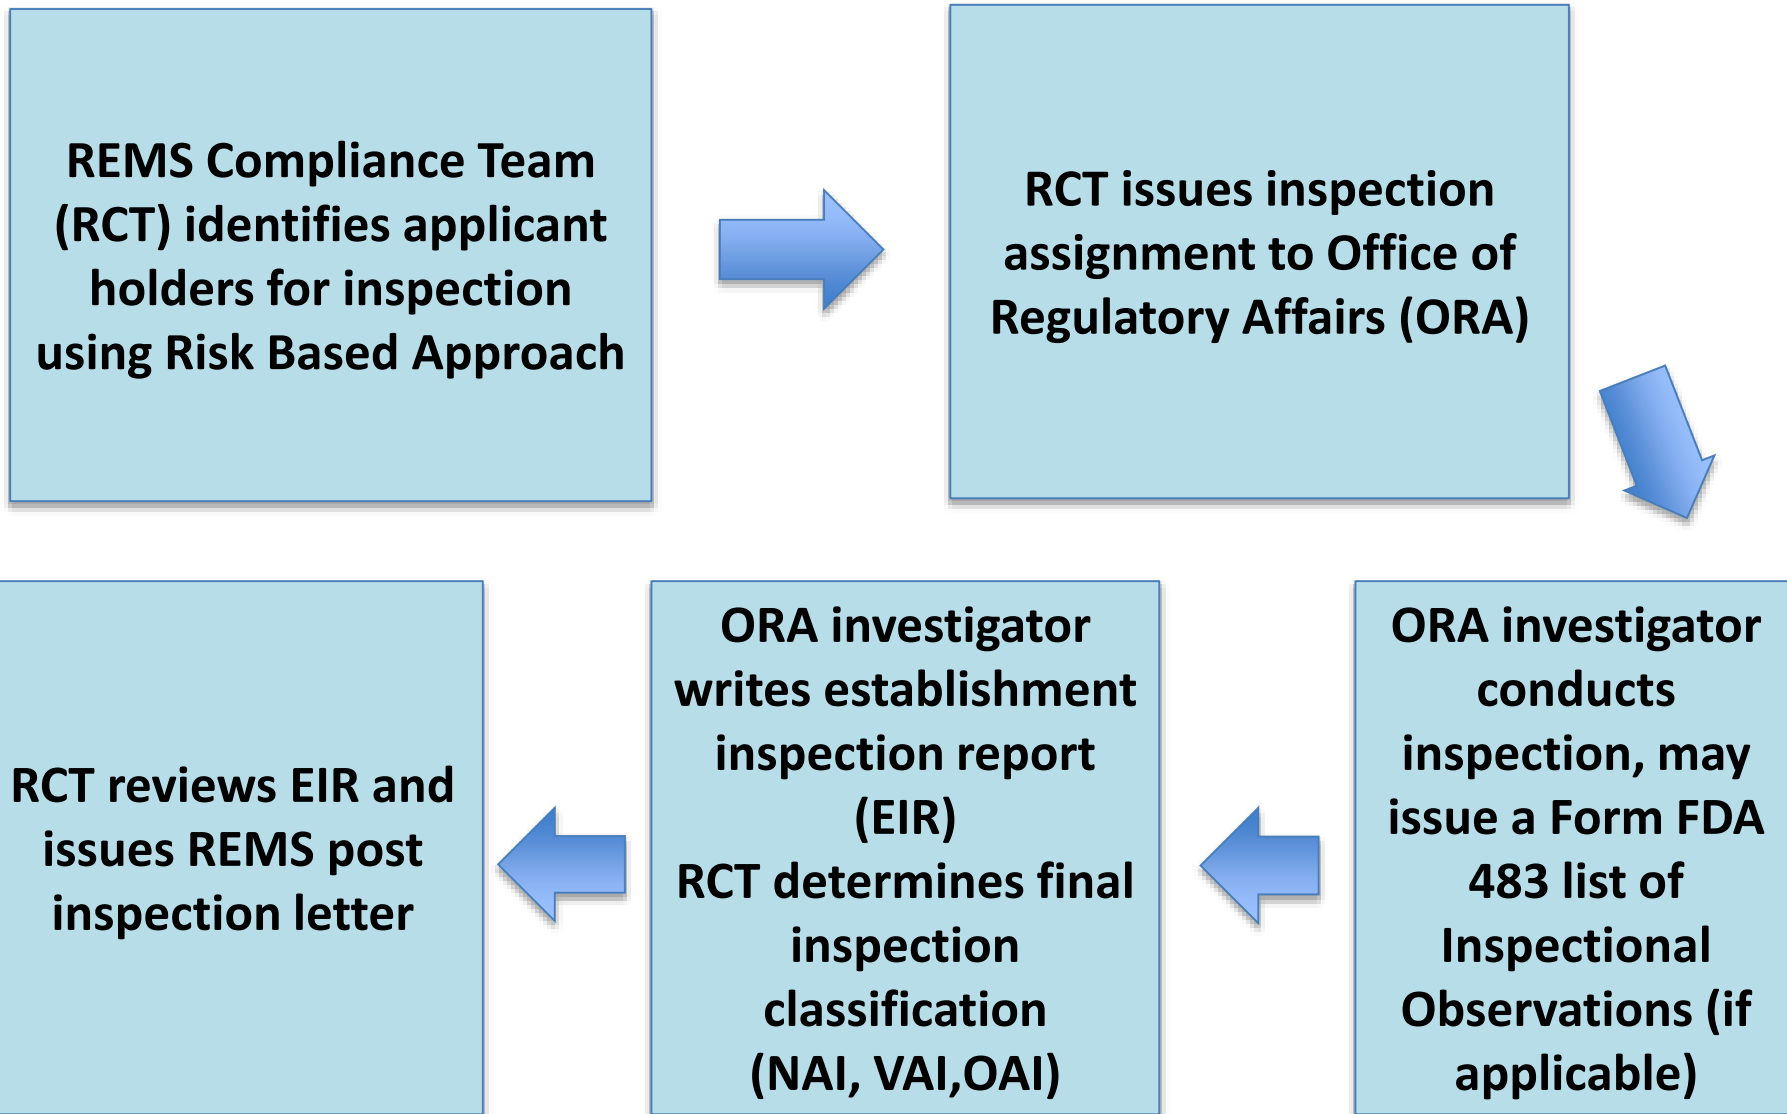 REMS Compliance Team
(RCT) identifies applicant
holders for inspection
using Risk Based Approach
RCT issues inspection
assignment to Office of
Regulatory Affairs (ORA)
ORA investigator
conducts
inspection, may
issue a Form FDA
483 list of
Inspectional
Observations (if
applicable)
ORA investigator
writes establishment
inspection report
(EIR)
RCT determines final
inspection
classification
(NAI, VAI,OAI)
RCT reviews EIR and
issues REMS post
inspection letter